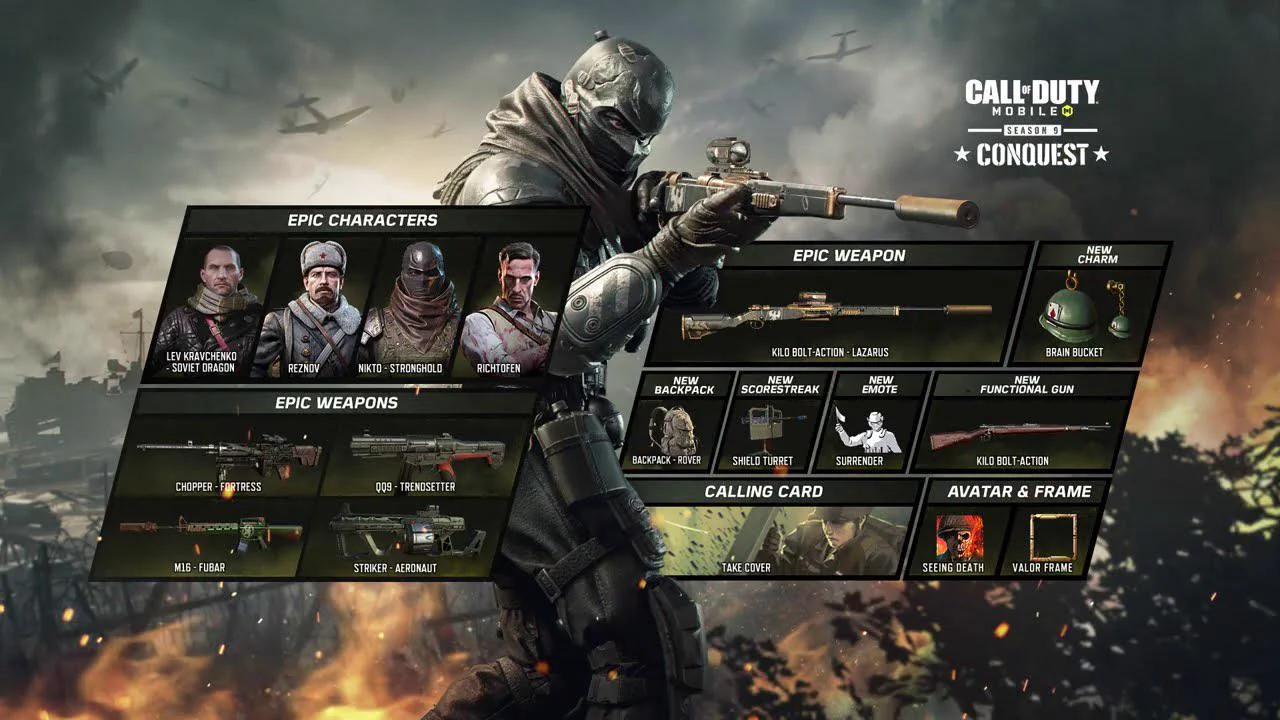 CALL OF DUTY
MOBILE
SEASON 9
CONQUEST
EPIC CHARACTERS
LEV KRAVCHENKO
- SOVIET DRAGON
REZNOV
NIKTO - STRONGHOLD
RICHTOFEN
EPIC WEAPONS
CHOPPER - FORTRESS
QQ9 - TRENDSETTER
M16 - FUBAR
STRIKER - AERONAUT
EPIC WEAPON
KILO BOLT-ACTION - LAZARUS
NEW
CHARM
BRAIN BUCKET
NEW
BACKPACK
BACKPACK - ROVER
NEW
SCORESTREAK
SHIELD TURRET
NEW
EMOTE
SURRENDER
NEW
FUNCTIONAL GUN
KILO BOLT-ACTION
CALLING CARD
TAKE COVER
AVATAR & FRAME
SEEING DEATH
VALOR FRAME